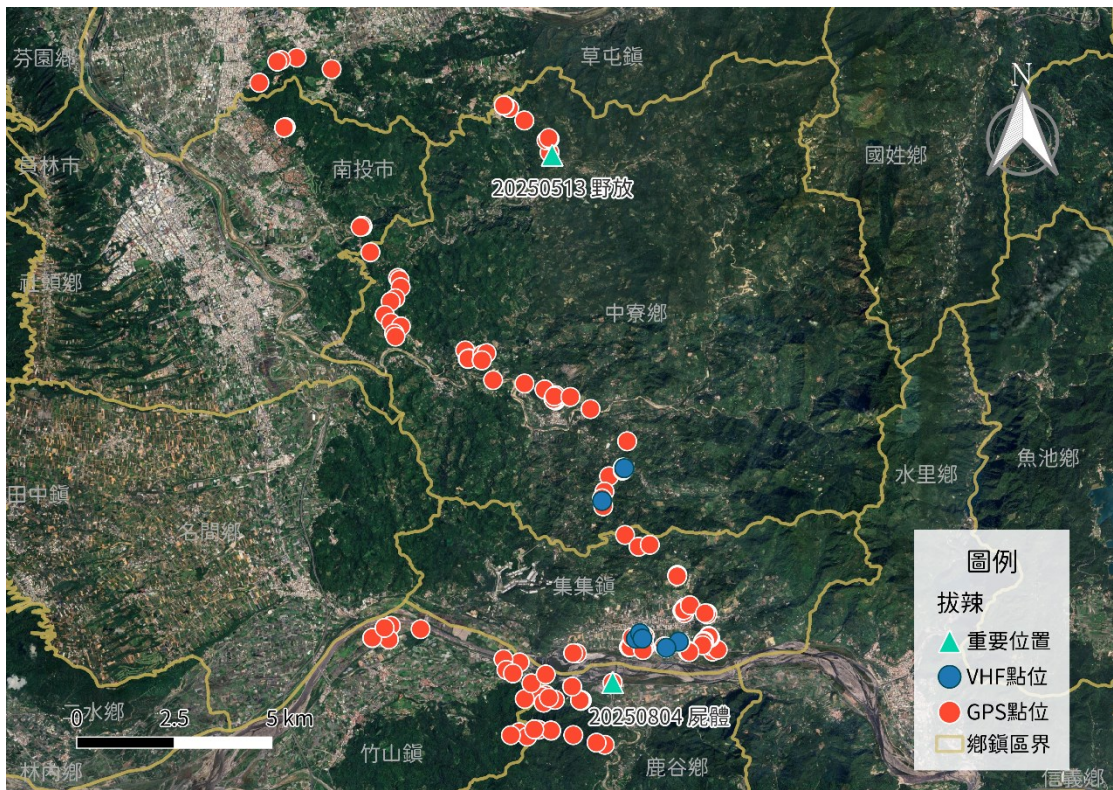 芬園鄉
草屯鎮
N
員林市
南投市
國姓鄉
20250513 野放
社頭鄉
中寮鄉
魚池鄉
水里鄉
田中鎮
名間鄉
集集鎮
圖例
拔辣
重要位置
VHF點位
GPS點位
鄉鎮區界
二水鄉
0 2.5 5 km
20250804 屍體
竹山鎮
鹿谷鄉
林內鄉
信義鄉